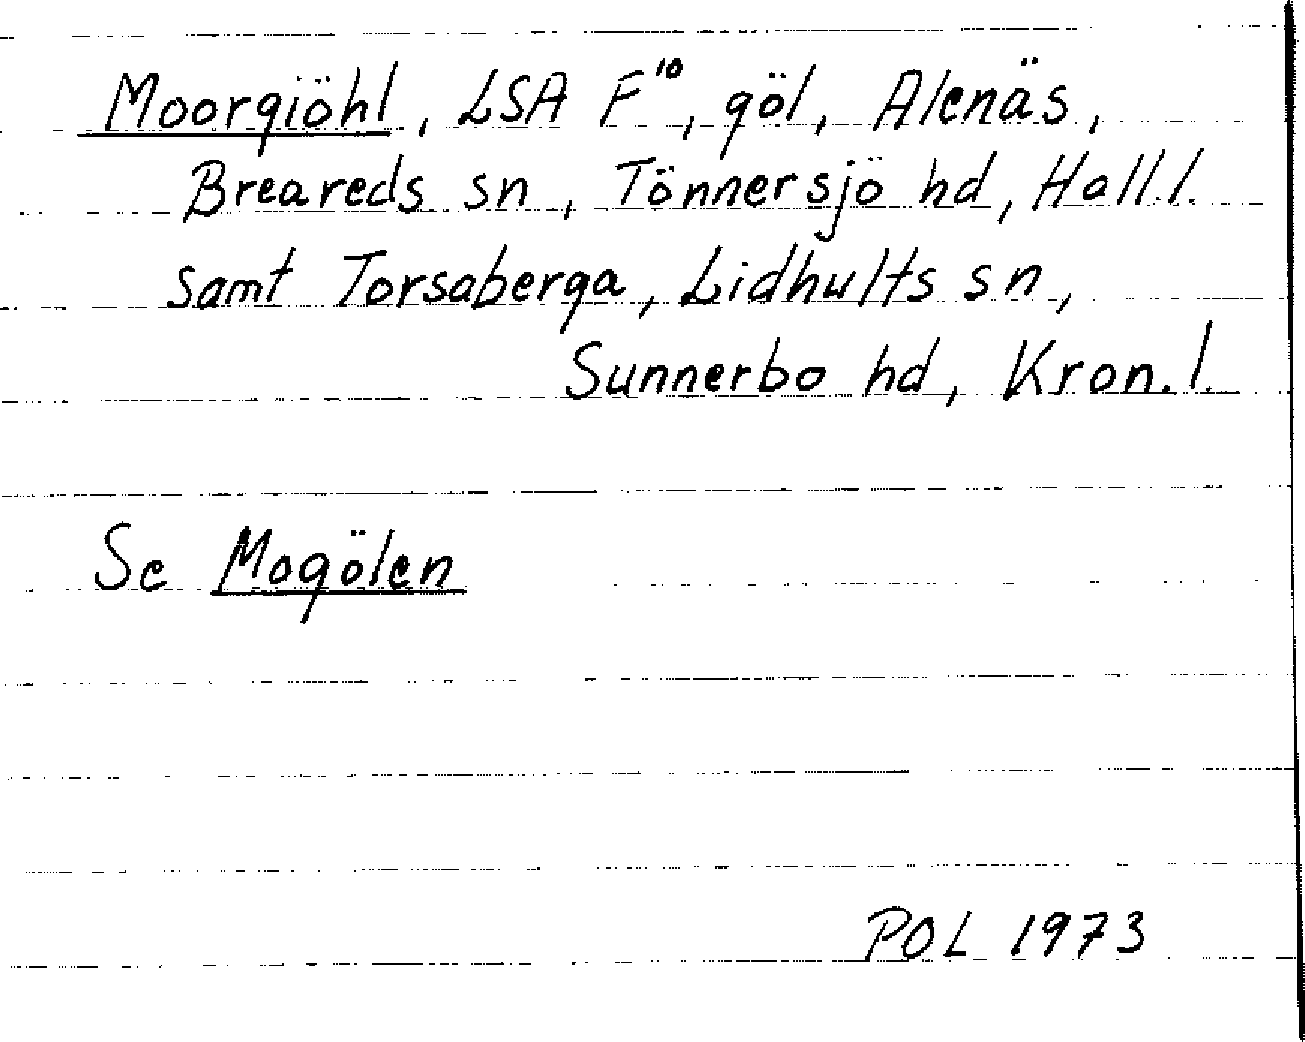 Moorgiöhl, LSA F¹⁰, göl, Alenäs,
Breareds sn, Tönnersjö hd, Hall.l.
samt Torsaberga, Lidhults sn,
Sunnerbo hd, Kron.l.
Se Mogölen
POL 1973